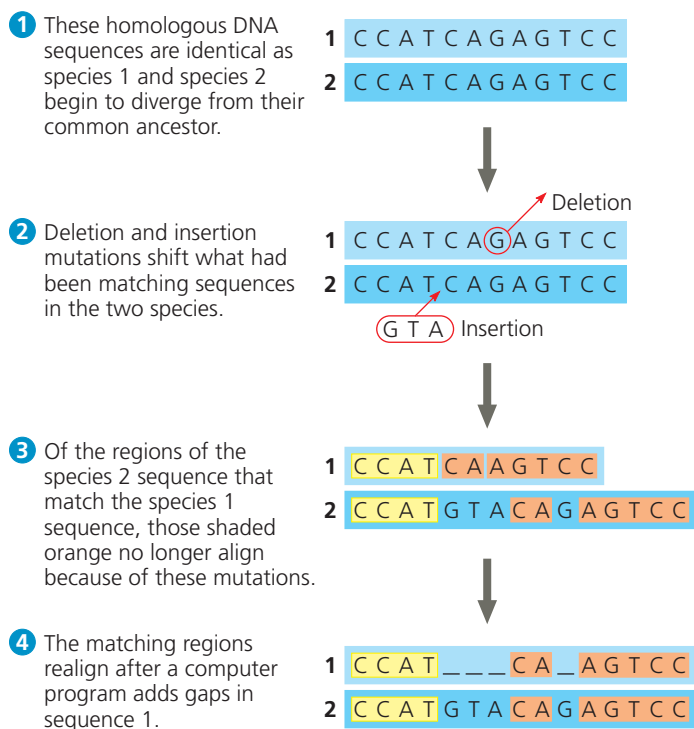 1 These homologous DNA
sequences are identical as
species 1 and species 2
begin to diverge from their
common ancestor.
1 C C A T C A G A G T C C
2 C C A T C A G A G T C C
2 Deletion and insertion
mutations shift what had
been matching sequences
in the two species.
Deletion
1 C C A T C A G A G T C C
2 C C A T C A G A G T C C
G T A Insertion
3 Of the regions of the
species 2 sequence that
match the species 1
sequence, those shaded
orange no longer align
because of these mutations.
1 C C A T C A A G T C C
2 C C A T G T A C A G A G T C C
4 The matching regions
realign after a computer
program adds gaps in
sequence 1.
1 C C A T _ _ _ C A _ A G T C C
2 C C A T G T A C A G A G T C C